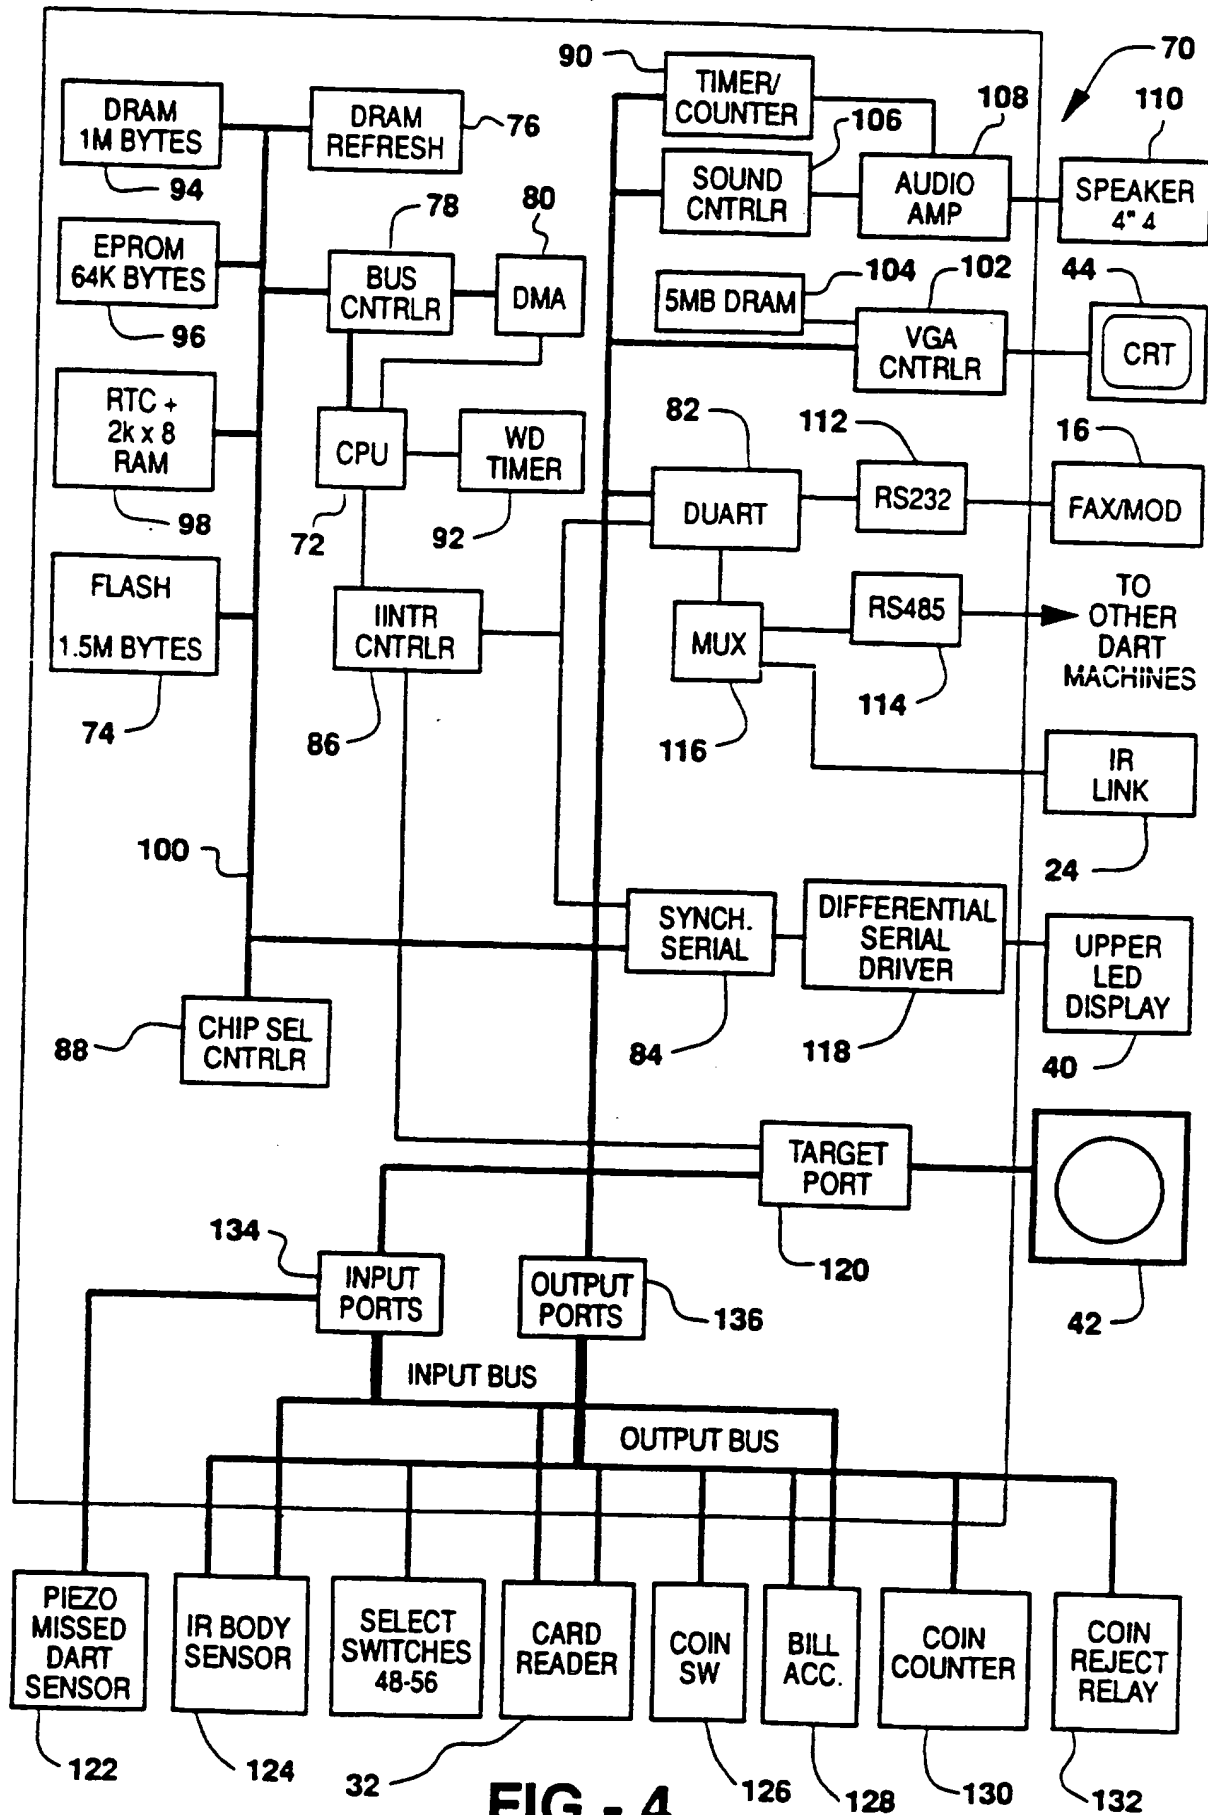 90
TIMER/
COUNTER
70
DRAM
1M BYTES
94
DRAM
REFRESH
76
106
108
110
SOUND
CNTRLR
AUDIO
AMP
SPEAKER
4" 4
78
80
EPROM
64K BYTES
96
BUS
CNTRLR
DMA
104
102
44
5MB DRAM
VGA
CNTRLR
CRT
RTC +
2k x 8
RAM
98
CPU
72
WD
TIMER
92
82
112
16
DUART
RS232
FAX/MOD
FLASH
1.5M BYTES
74
IINTR
CNTRLR
86
MUX
116
RS485
114
TO
OTHER
DART
MACHINES
IR
LINK
24
100
SYNCH.
SERIAL
84
DIFFERENTIAL
SERIAL
DRIVER
118
UPPER
LED
DISPLAY
40
88
CHIP SEL
CNTRLR
TARGET
PORT
120
42
134
INPUT
PORTS
OUTPUT
PORTS
136
INPUT BUS
OUTPUT BUS
PIEZO
MISSED
DART
SENSOR
122
IR BODY
SENSOR
124
SELECT
SWITCHES
48-56
CARD
READER
32
COIN
SW
126
BILL
ACC.
128
COIN
COUNTER
130
COIN
REJECT
RELAY
132
FIG - 4